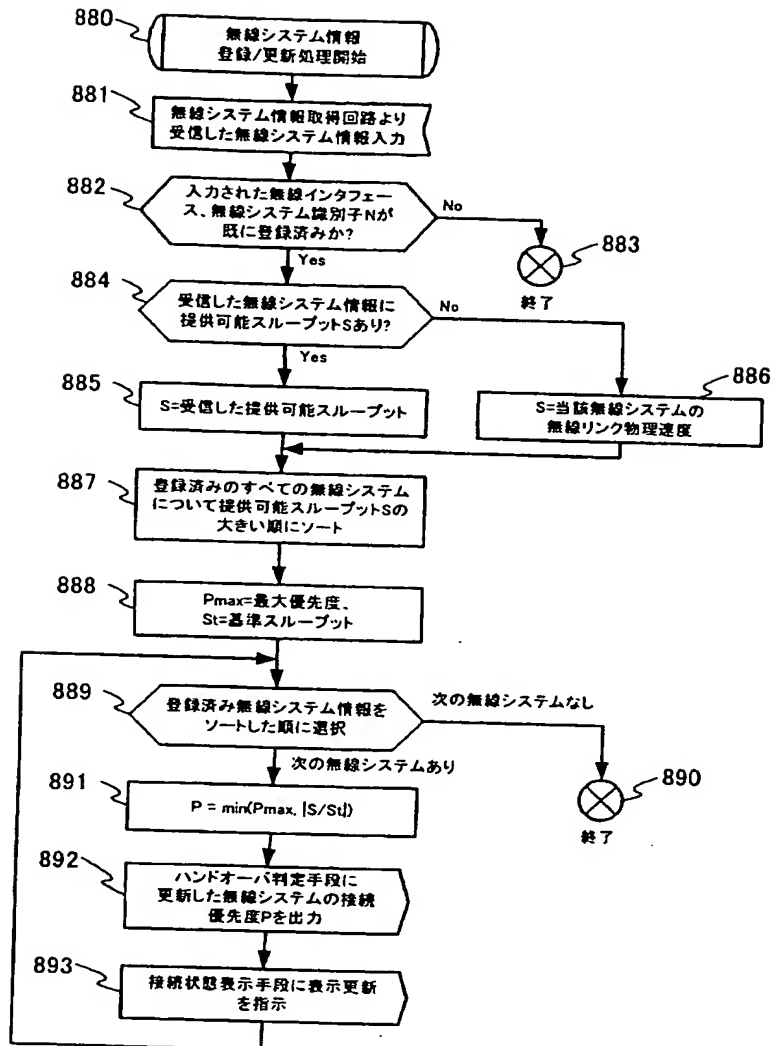 880
無線システム情報
登録/更新処理開始
881
無線システム情報取得回路より
受信した無線システム情報入力
882
入力された無線インタフェー
ス、無線システム識別子Nが
既に登録済みか?
No
883
終了
Yes
884
受信した無線システム情報に
提供可能スループットSあり?
No
Yes
885
S=受信した提供可能スループット
886
S=当該無線システムの
無線リンク物理速度
887
登録済みのすべての無線システム
について提供可能スループットSの
大きい順にソート
888
Pmax=最大優先度、
St=基準スループット
889
登録済み無線システム情報を
ソートした順に選択
次の無線システムなし
890
終了
次の無線システムあり
891
P = min(Pmax, |S/St|)
892
ハンドオーバ判定手段に
更新した無線システムの接続
優先度Pを出力
893
接続状態表示手段に表示更新
を指示